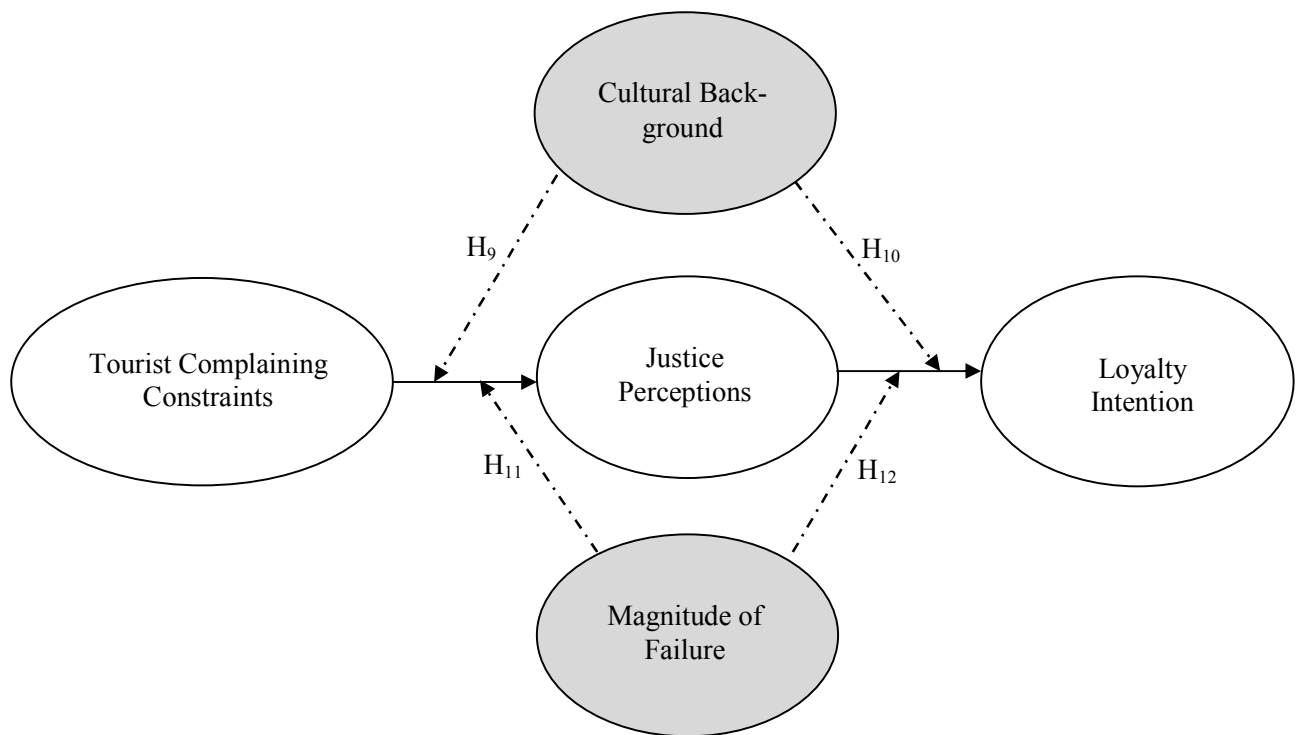 Cultural Back-
ground
H₉
H₁₀
Tourist Complaining
Constraints
Justice
Perceptions
Loyalty
Intention
H₁₁
H₁₂
Magnitude of
Failure